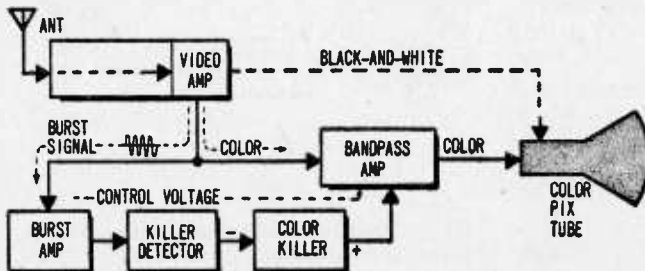 ANT
VIDEO
AMP
BLACK-AND-WHITE
BURST
SIGNAL
COLOR
BANDPASS
AMP
COLOR
COLOR
PIX
TUBE
CONTROL VOLTAGE
BURST
AMP
KILLER
DETECTOR
-
COLOR
KILLER
+